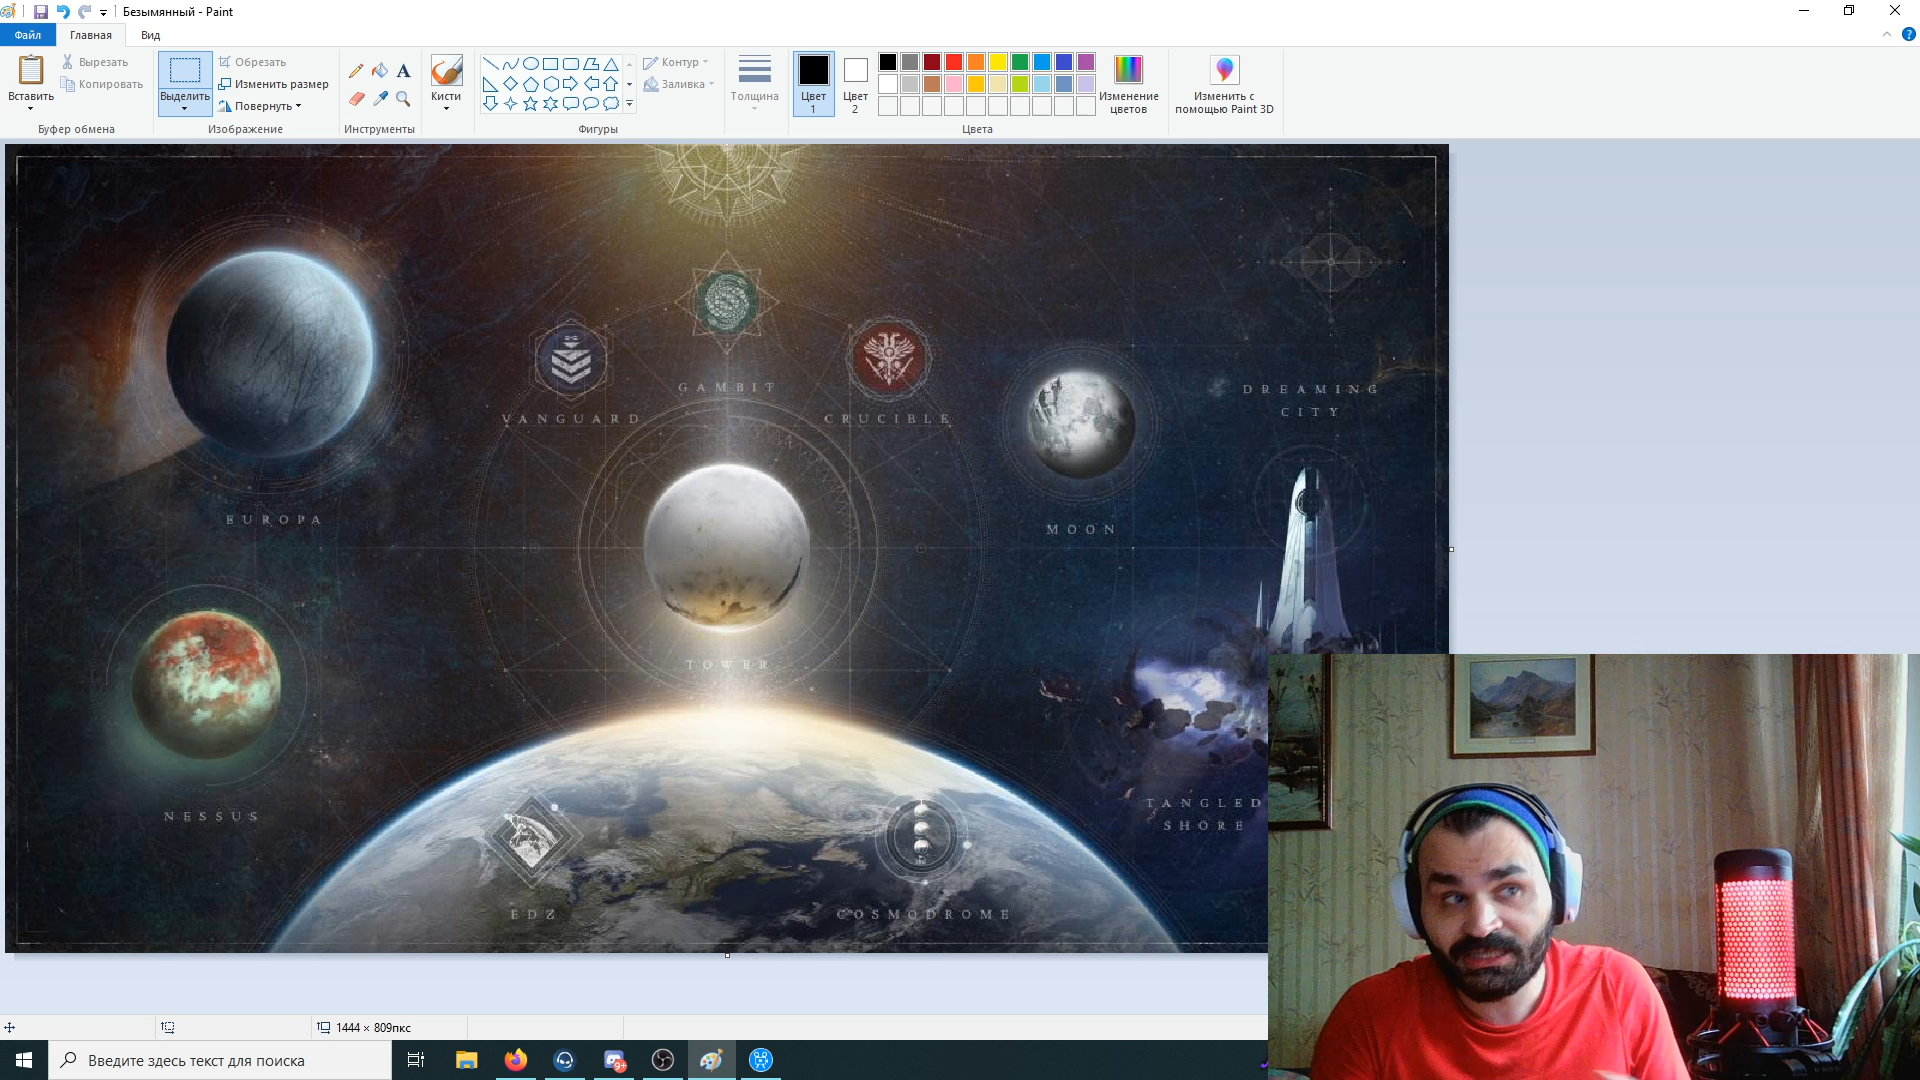 Безымянный - Paint
Файл
Главная
Вид
Вставить
Вырезать
Копировать
Буфер обмена
Выделить
Обрезать
Изменить размер
Повернуть
Изображение
A
Инструменты
Кисти
Контур
Заливка
Фигуры
Толщина
Цвет
1
Цвет
2
Цвета
Изменение
цветов
Изменить с
помощью Paint 3D
GAMBIT
VANGUARD
CRUCIBLE
DREAMING
CITY
EUROPA
MOON
TOWER
NESSUS
TANGLED
SHORE
EDZ
COSMODROME
1444 × 809пкс
Введите здесь текст для поиска
9+